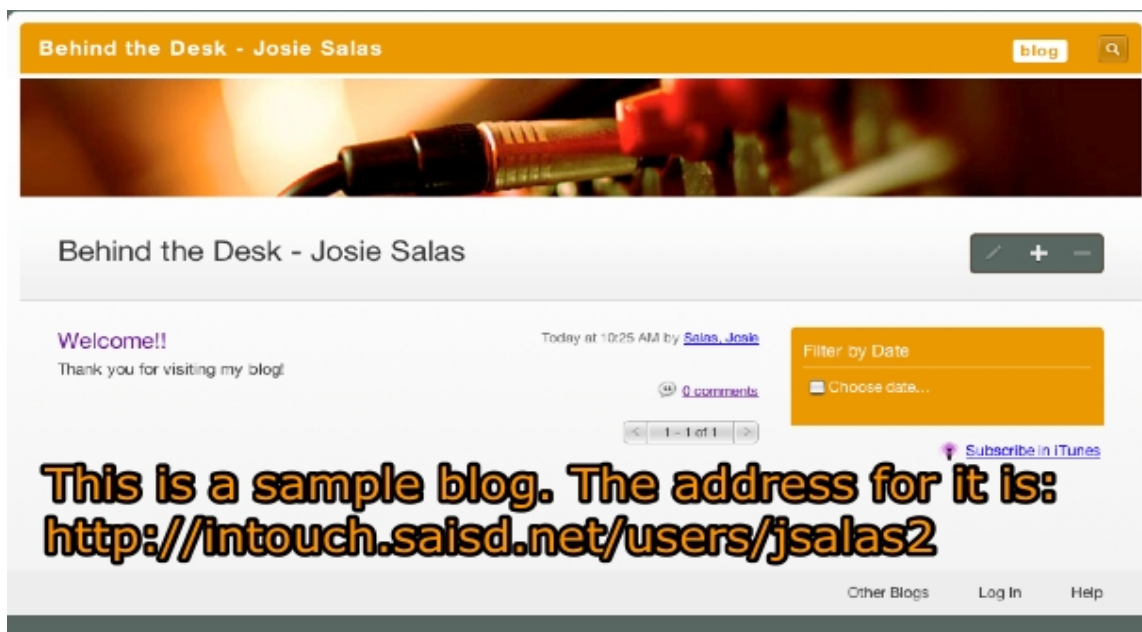 Behind the Desk - Josie Salas
blog
Behind the Desk - Josie Salas
Welcome!!
Today at 10:25 AM by Salas, Josie
Thank you for visiting my blog!
0 comments
< 1 - 1 of 1 >
Filter by Date
Choose date...
Subscribe in iTunes
This is a sample blog. The address for it is:
http://intouch.saisd.net/users/jsalas2
Other Blogs Log In Help